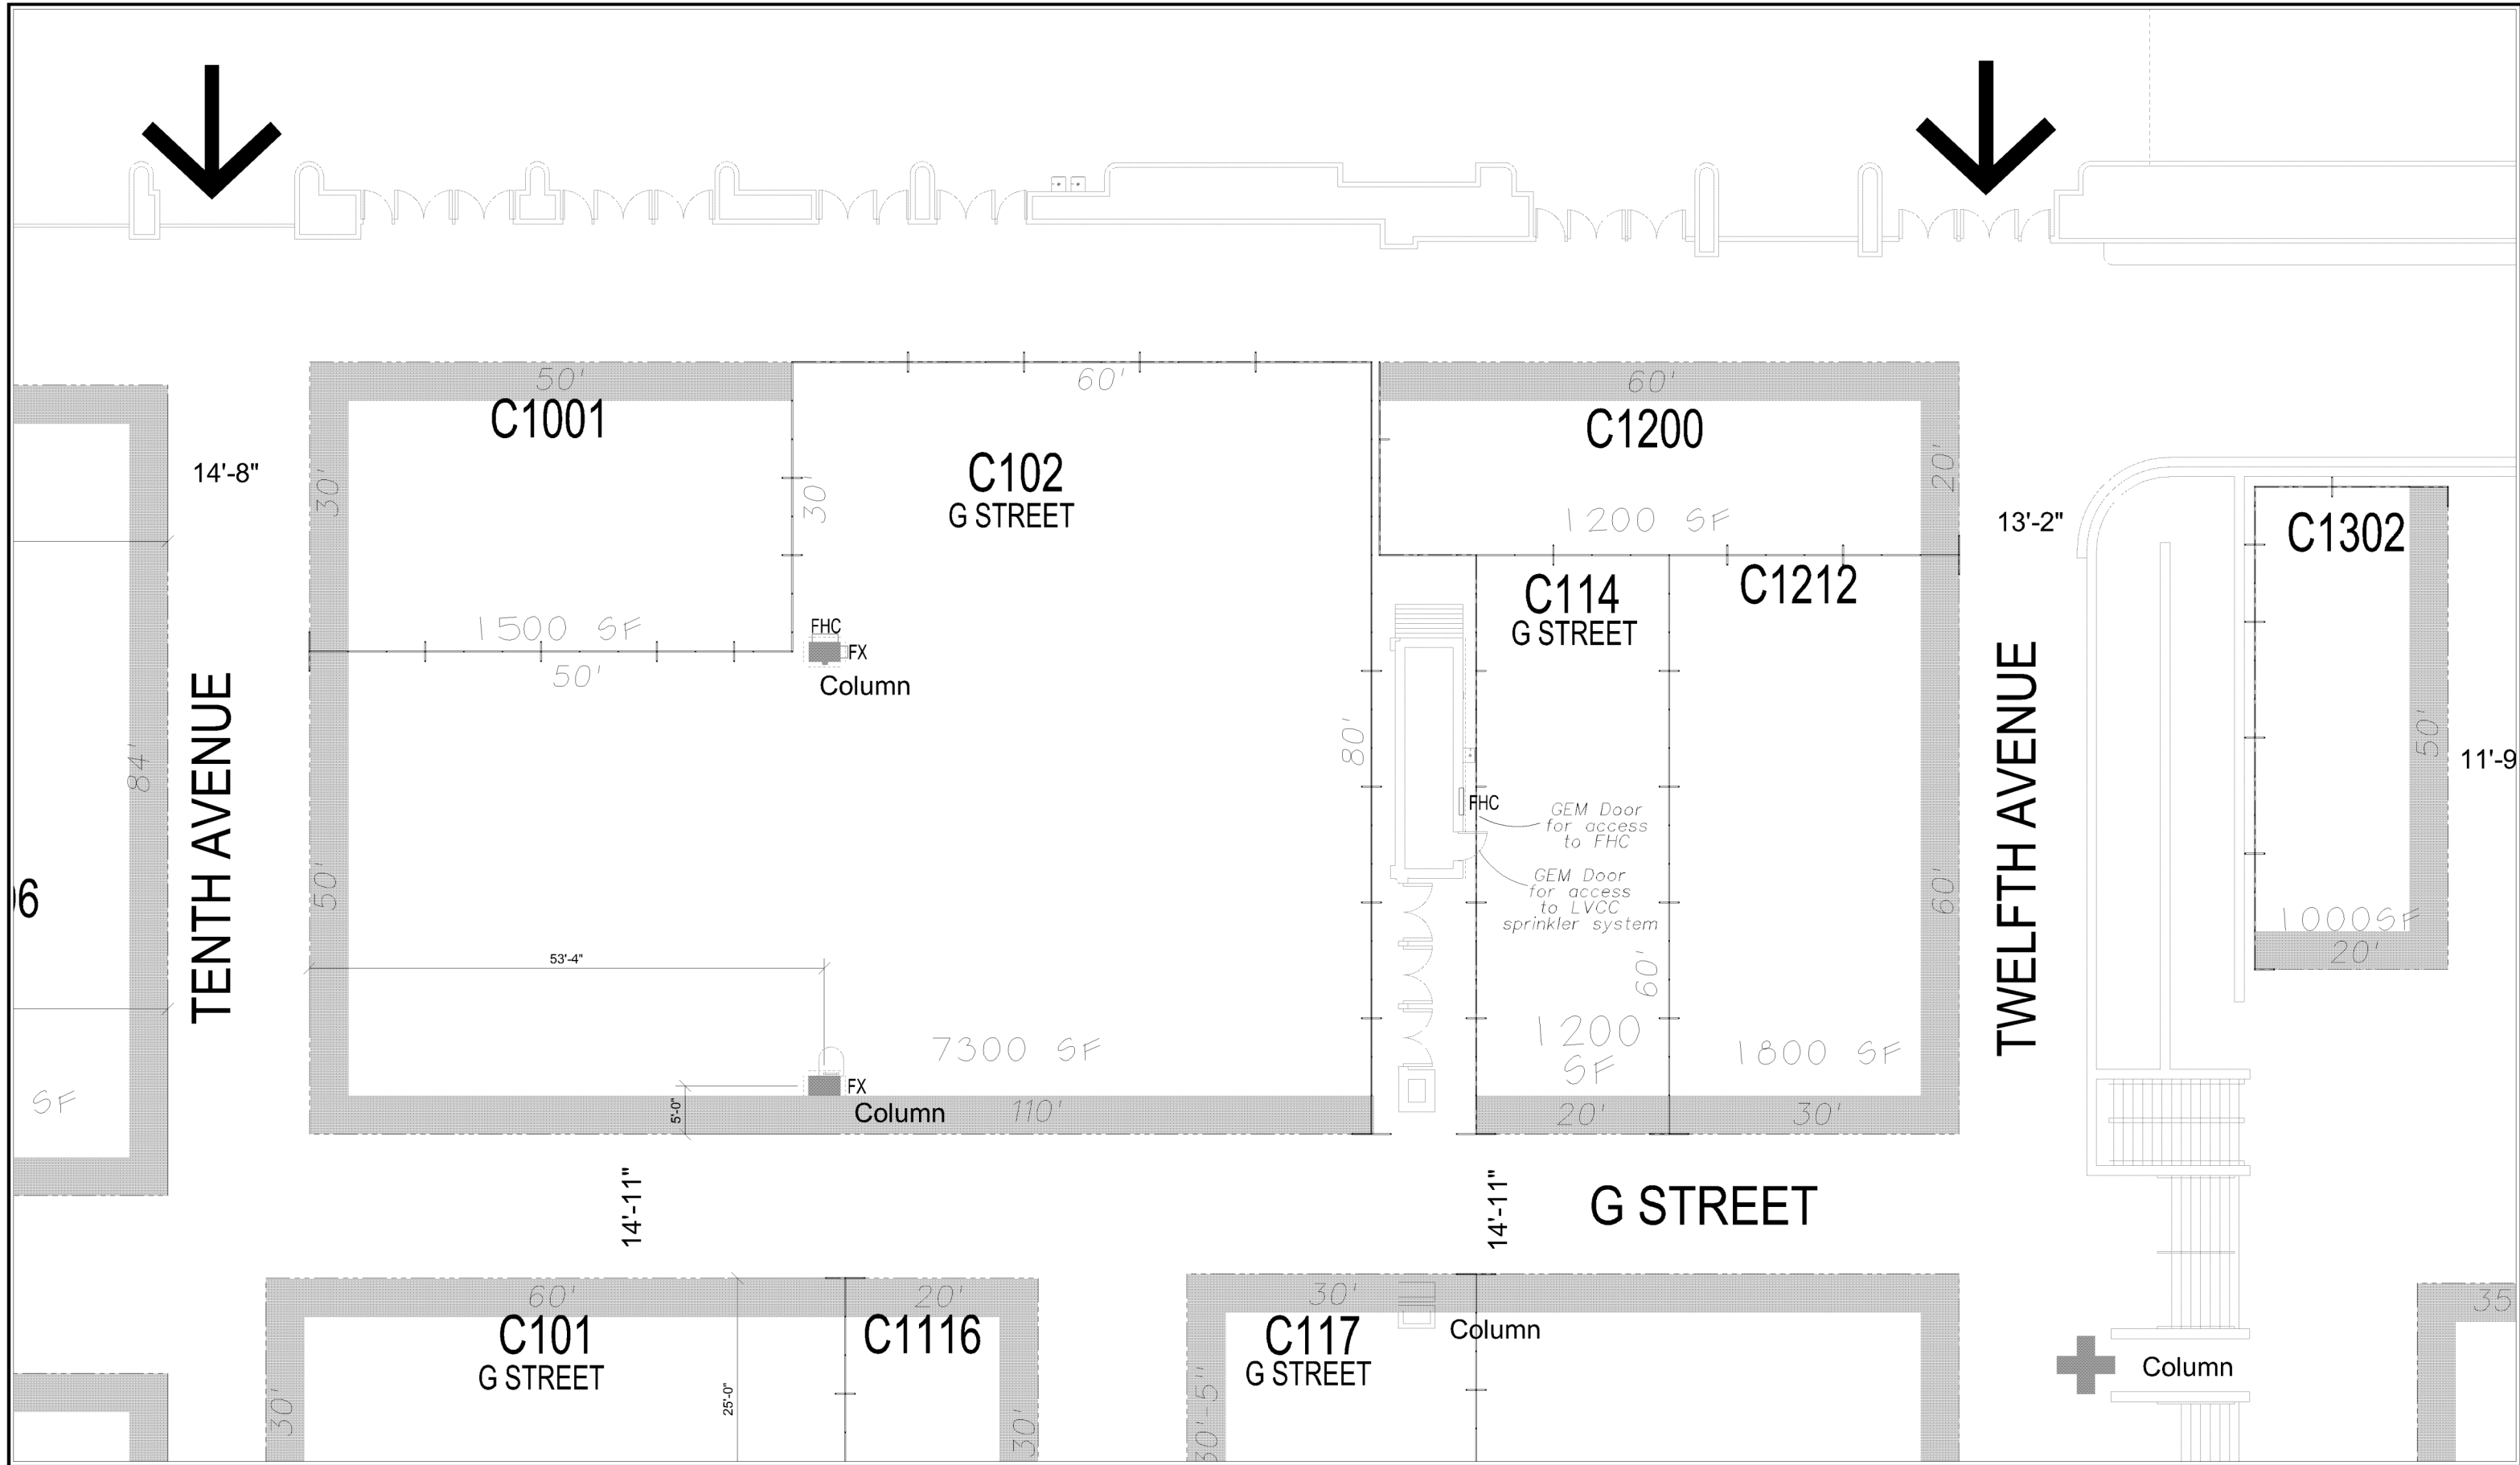 50'
C1001
30'
1500 SF
50'
60'
C102
G STREET
30'
FHC
FX
Column
80'
50'
53'-4"
7300 SF
FX
Column
5'-0"
110'
60'
C1200
20'
1200 SF
C114
G STREET
C1212
FHC
GEM Door
for access
to FHC
GEM Door
for access
to LVCC
sprinkler system
60'
1200
SF
1800 SF
60'
20'
30'
14'-8"
TENTH AVENUE
84'
06
SF
13'-2"
TWELFTH AVENUE
C1302
50'
11'-9
1000SF
20'
14'-11"
14'-11"
G STREET
60'
C101
G STREET
30'
25'-0"
20'
C1116
30'
30'
C117
G STREET
30'-5'
Column
Column
35